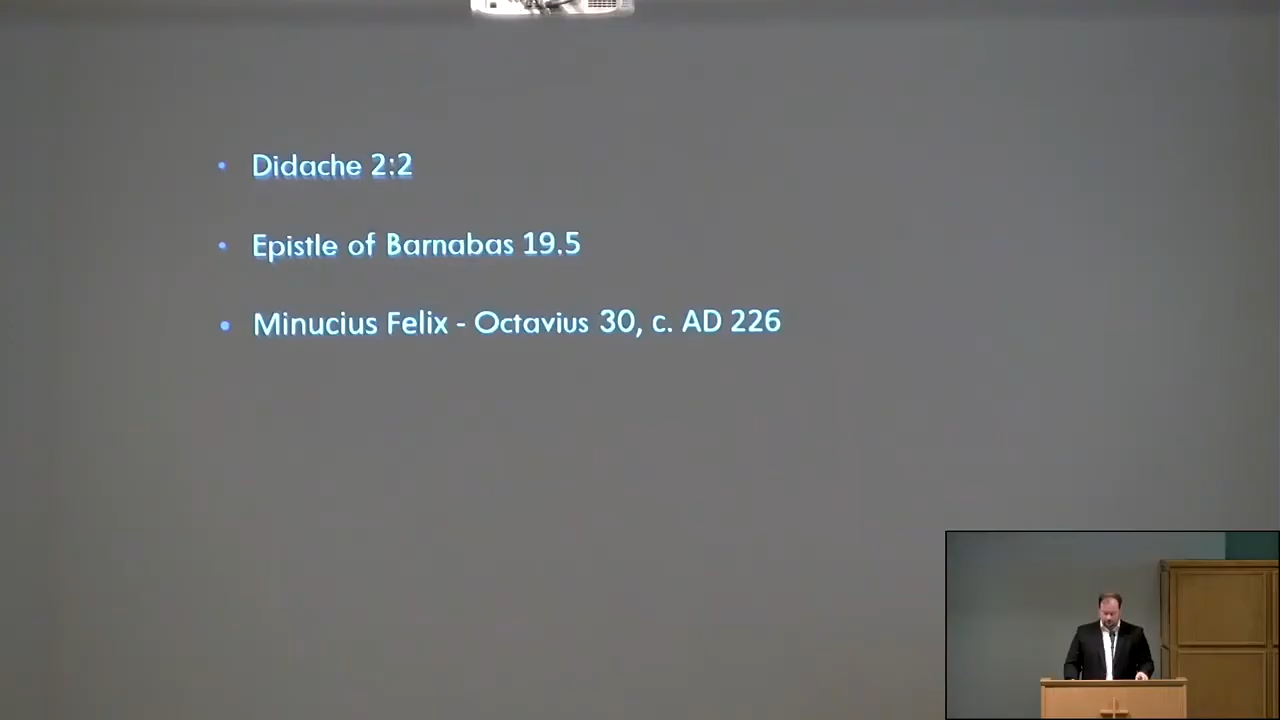 • Didache 2:2
• Epistle of Barnabas 19.5
• Minucius Felix - Octavius 30, c. AD 226